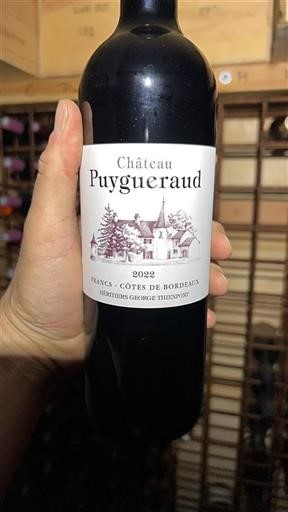 Château
Puygueraud
2022
FRANCS - CÔTES DE BORDEAUX
HÉRITIERS GEORGE THIENPONT